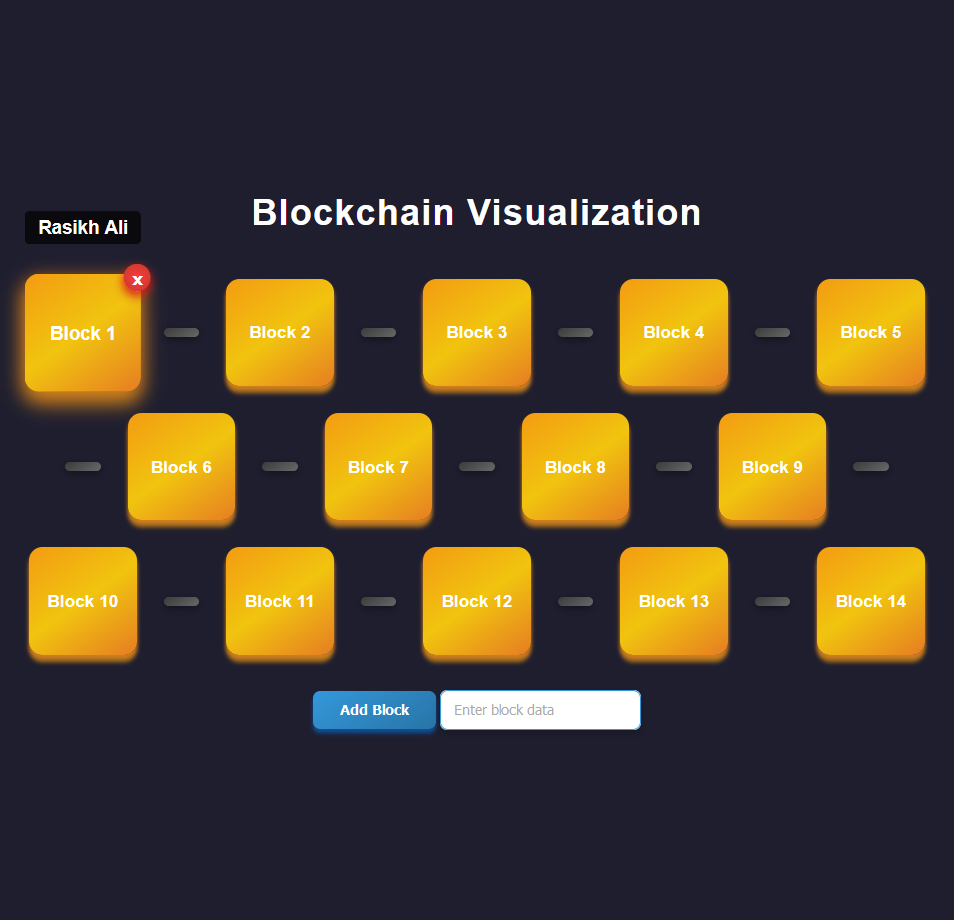 Blockchain Visualization
Rasikh Ali
x
Block 1
Block 2
Block 3
Block 4
Block 5
Block 6
Block 7
Block 8
Block 9
Block 10
Block 11
Block 12
Block 13
Block 14
Add Block
Enter block data